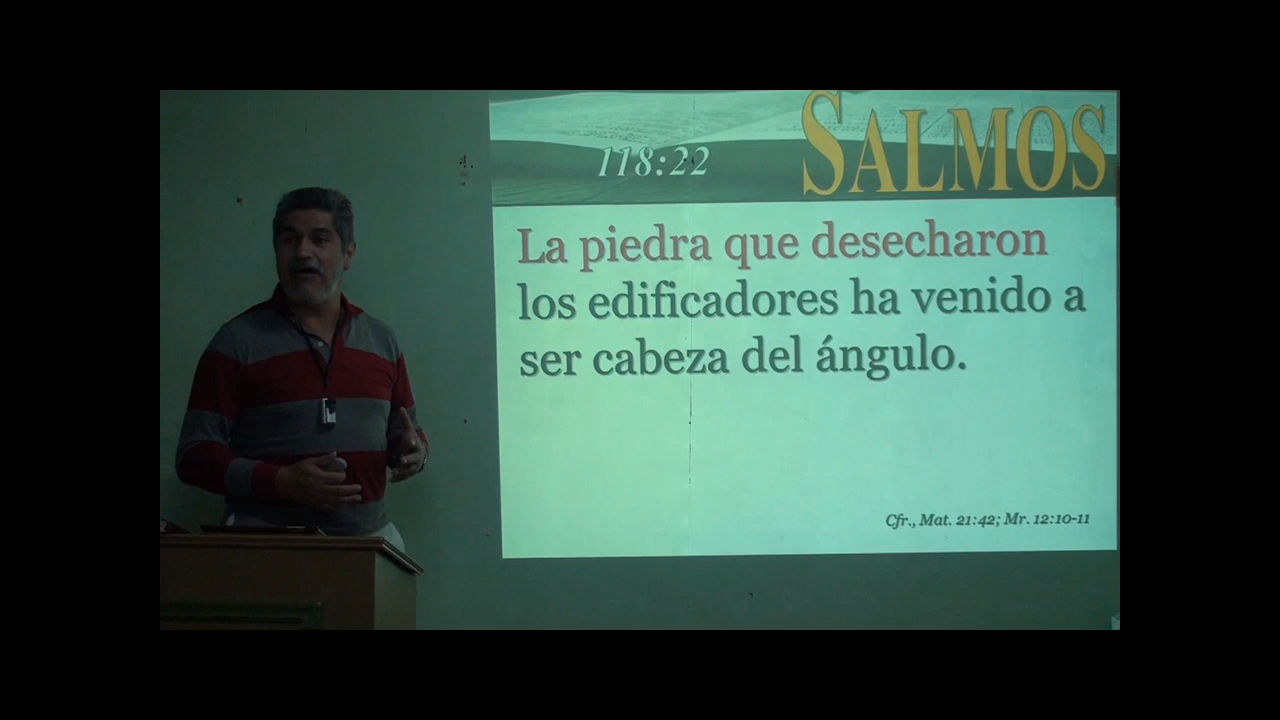 118:22
SALMOS
La piedra que desecharon
los edificadores ha venido a
ser cabeza del ángulo.
Cfr., Mat. 21:42; Mr. 12:10-11